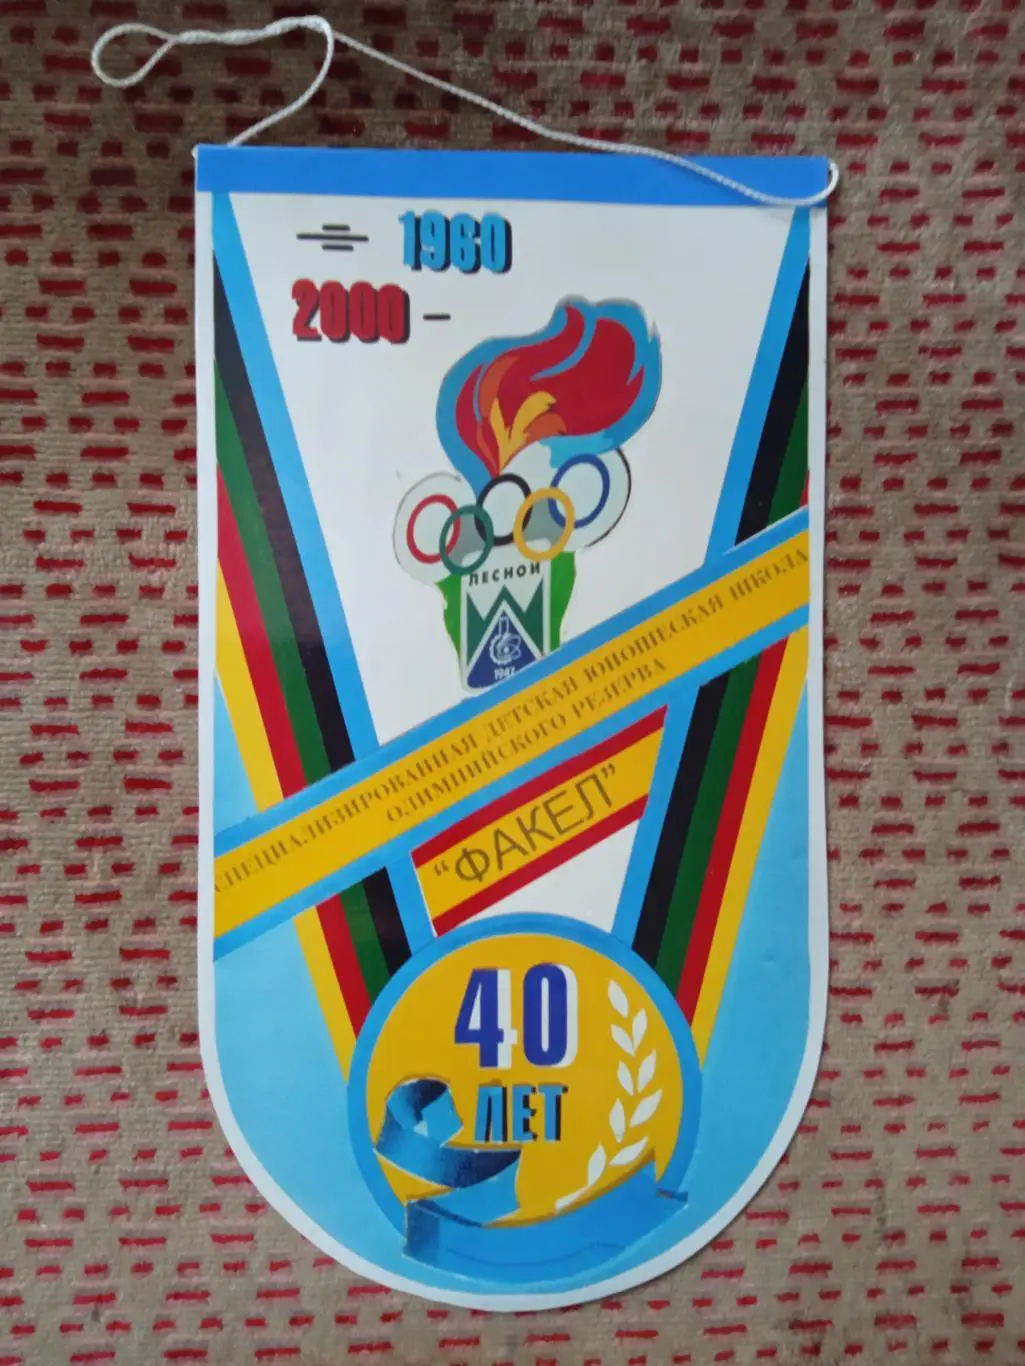 1960
2000 –
ЛЕСНОЙ
1947
СПЕЦИАЛИЗИРОВАННАЯ ДЕТСКАЯ ЮНОШЕСКАЯ ШКОЛА
ОЛИМПИЙСКОГО РЕЗЕРВА
"ФАКЕЛ"
40
ЛЕТ